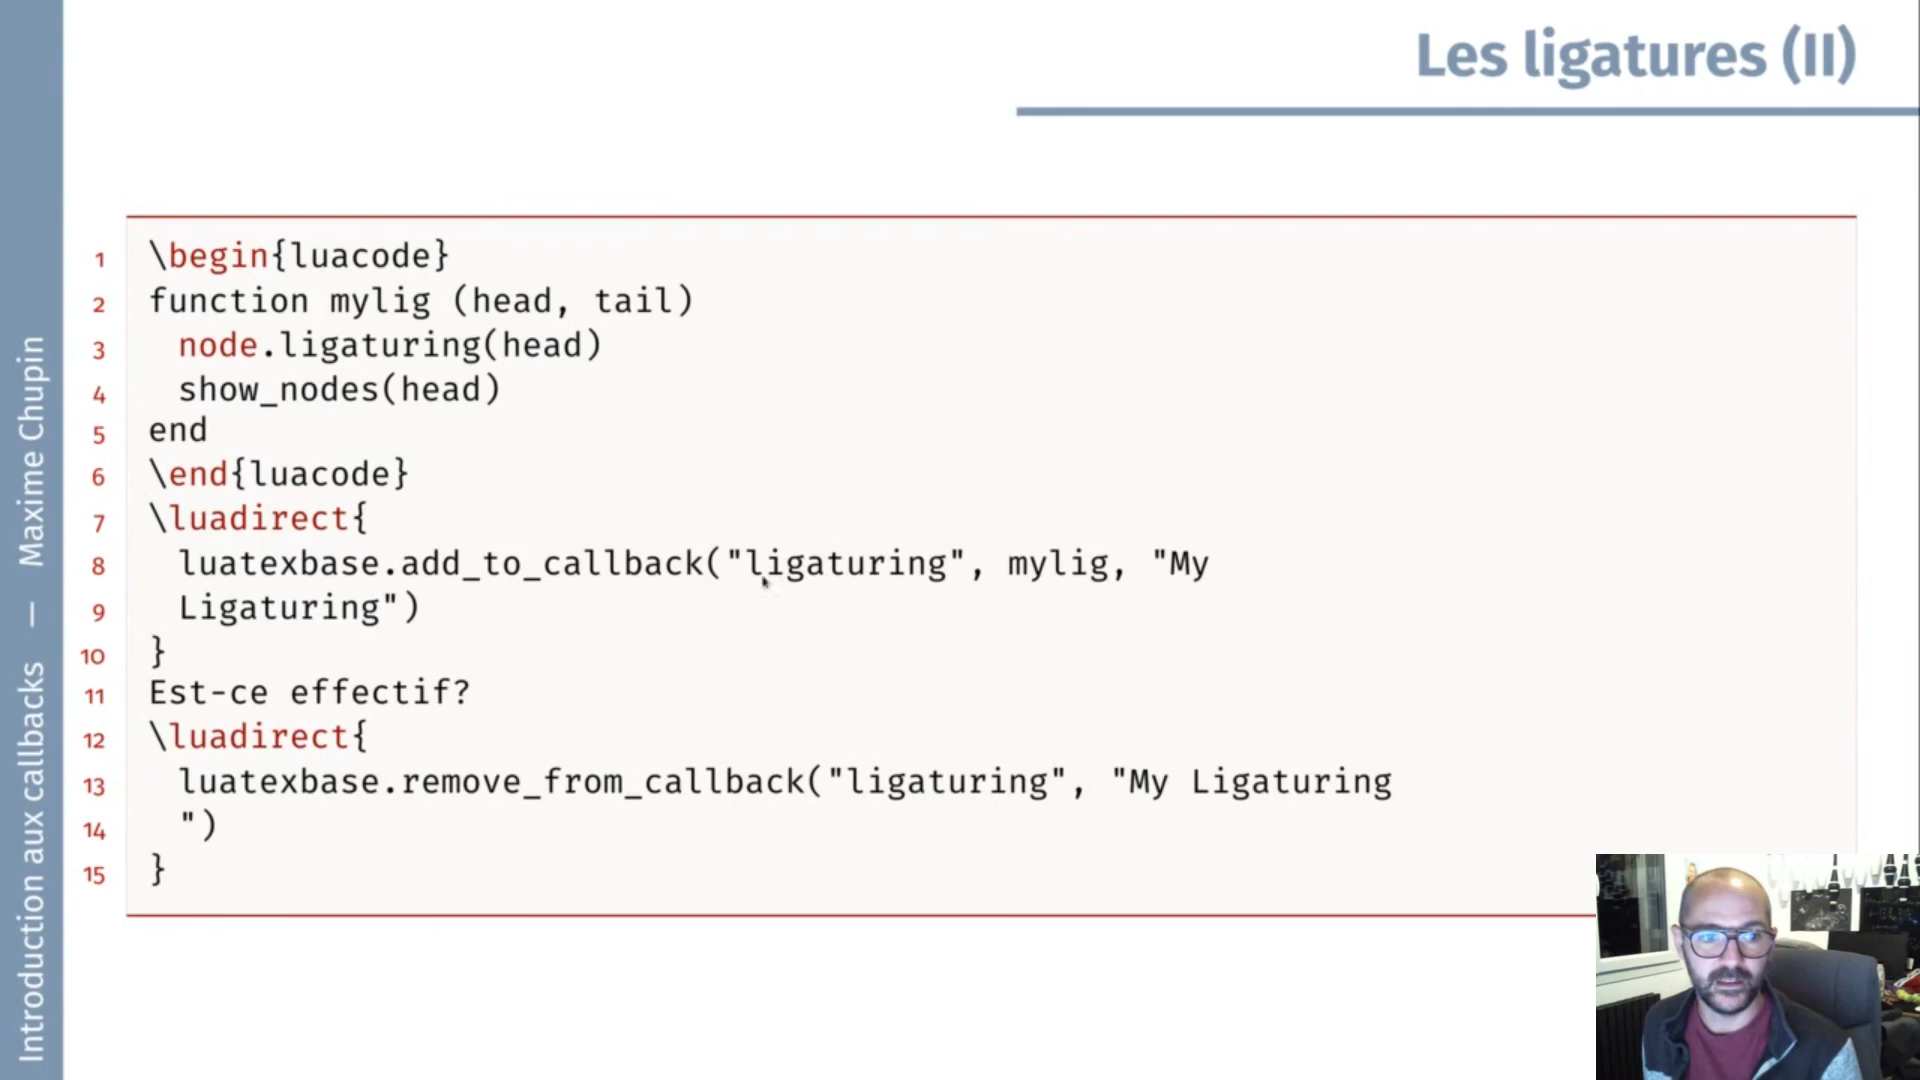 Les ligatures (II)
1 \begin{luacode}
2 function mylig (head, tail)
3 node.ligaturing(head)
4 show_nodes(head)
5 end
6 \end{luacode}
7 \luadirect{
8 luatexbase.add_to_callback("ligaturing", mylig, "My
9 Ligaturing")
10 }
11 Est-ce effectif?
12 \luadirect{
13 luatexbase.remove_from_callback("ligaturing", "My Ligaturing
14 ")
15 }
Introduction aux callbacks — Maxime Chupin